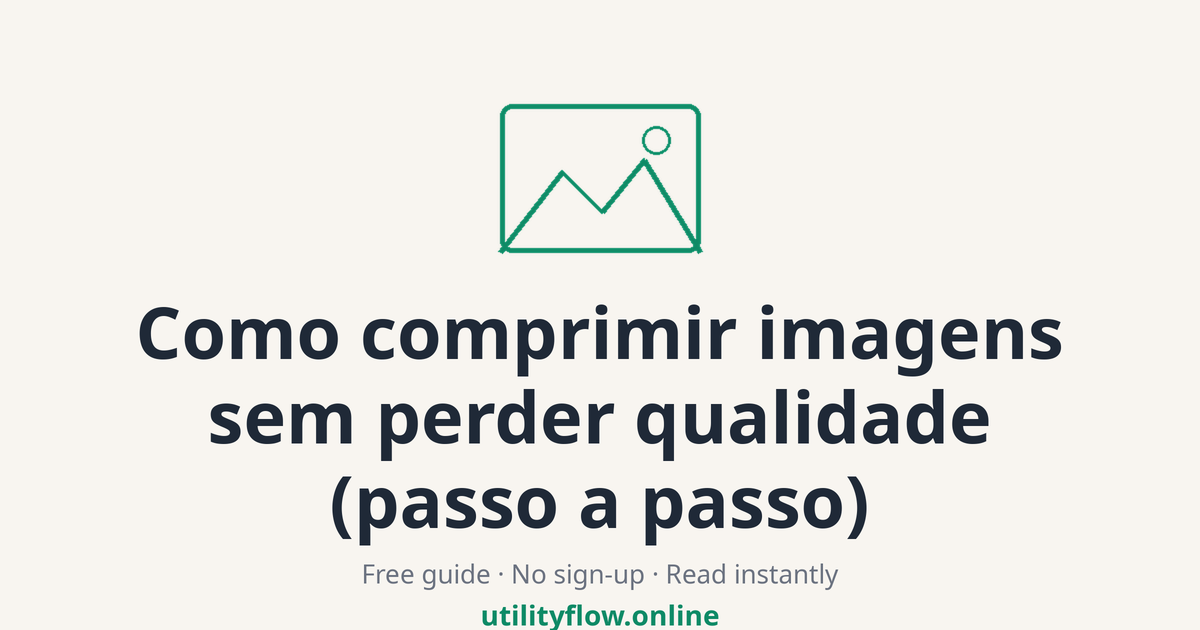 Como comprimir imagens
sem perder qualidade
(passo a passo)
Free guide · No sign-up · Read instantly
utilityflow.online